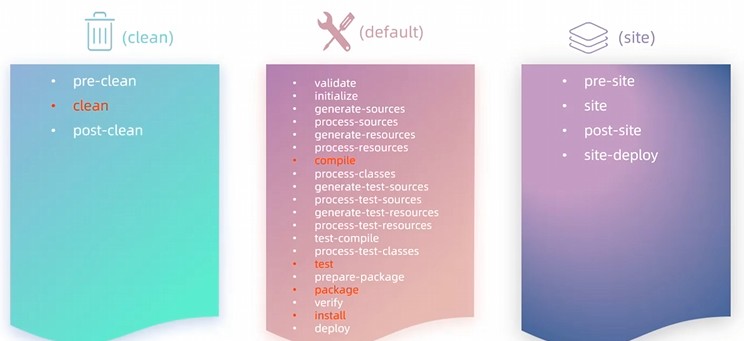 (clean)
pre-clean
clean
post-clean
(default)
validate
initialize
generate-sources
process-sources
generate-resources
process-resources
compile
process-classes
generate-test-sources
process-test-sources
generate-test-resources
process-test-resources
test-compile
process-test-classes
test
prepare-package
package
verify
install
deploy
(site)
pre-site
site
post-site
site-deploy